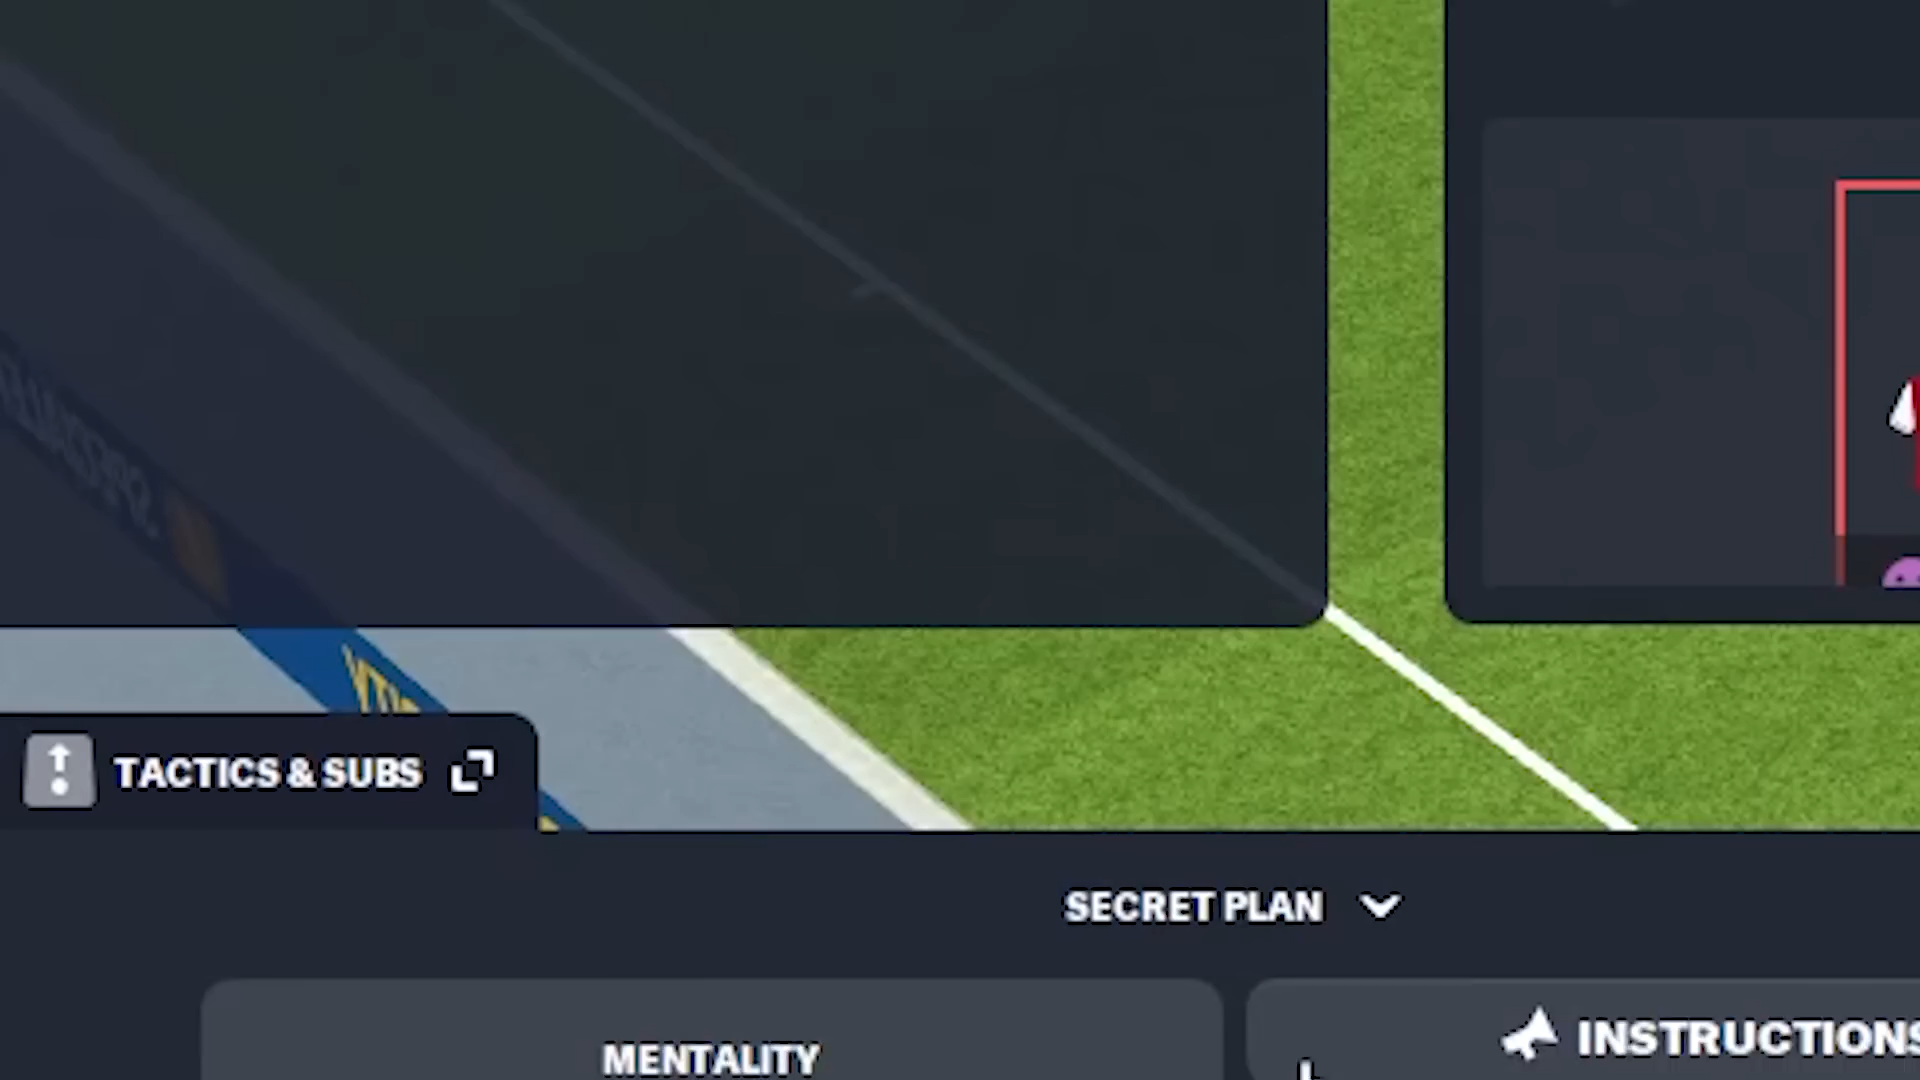 TACTICS & SUBS
SECRET PLAN
MENTALITY
INSTRUCTIONS